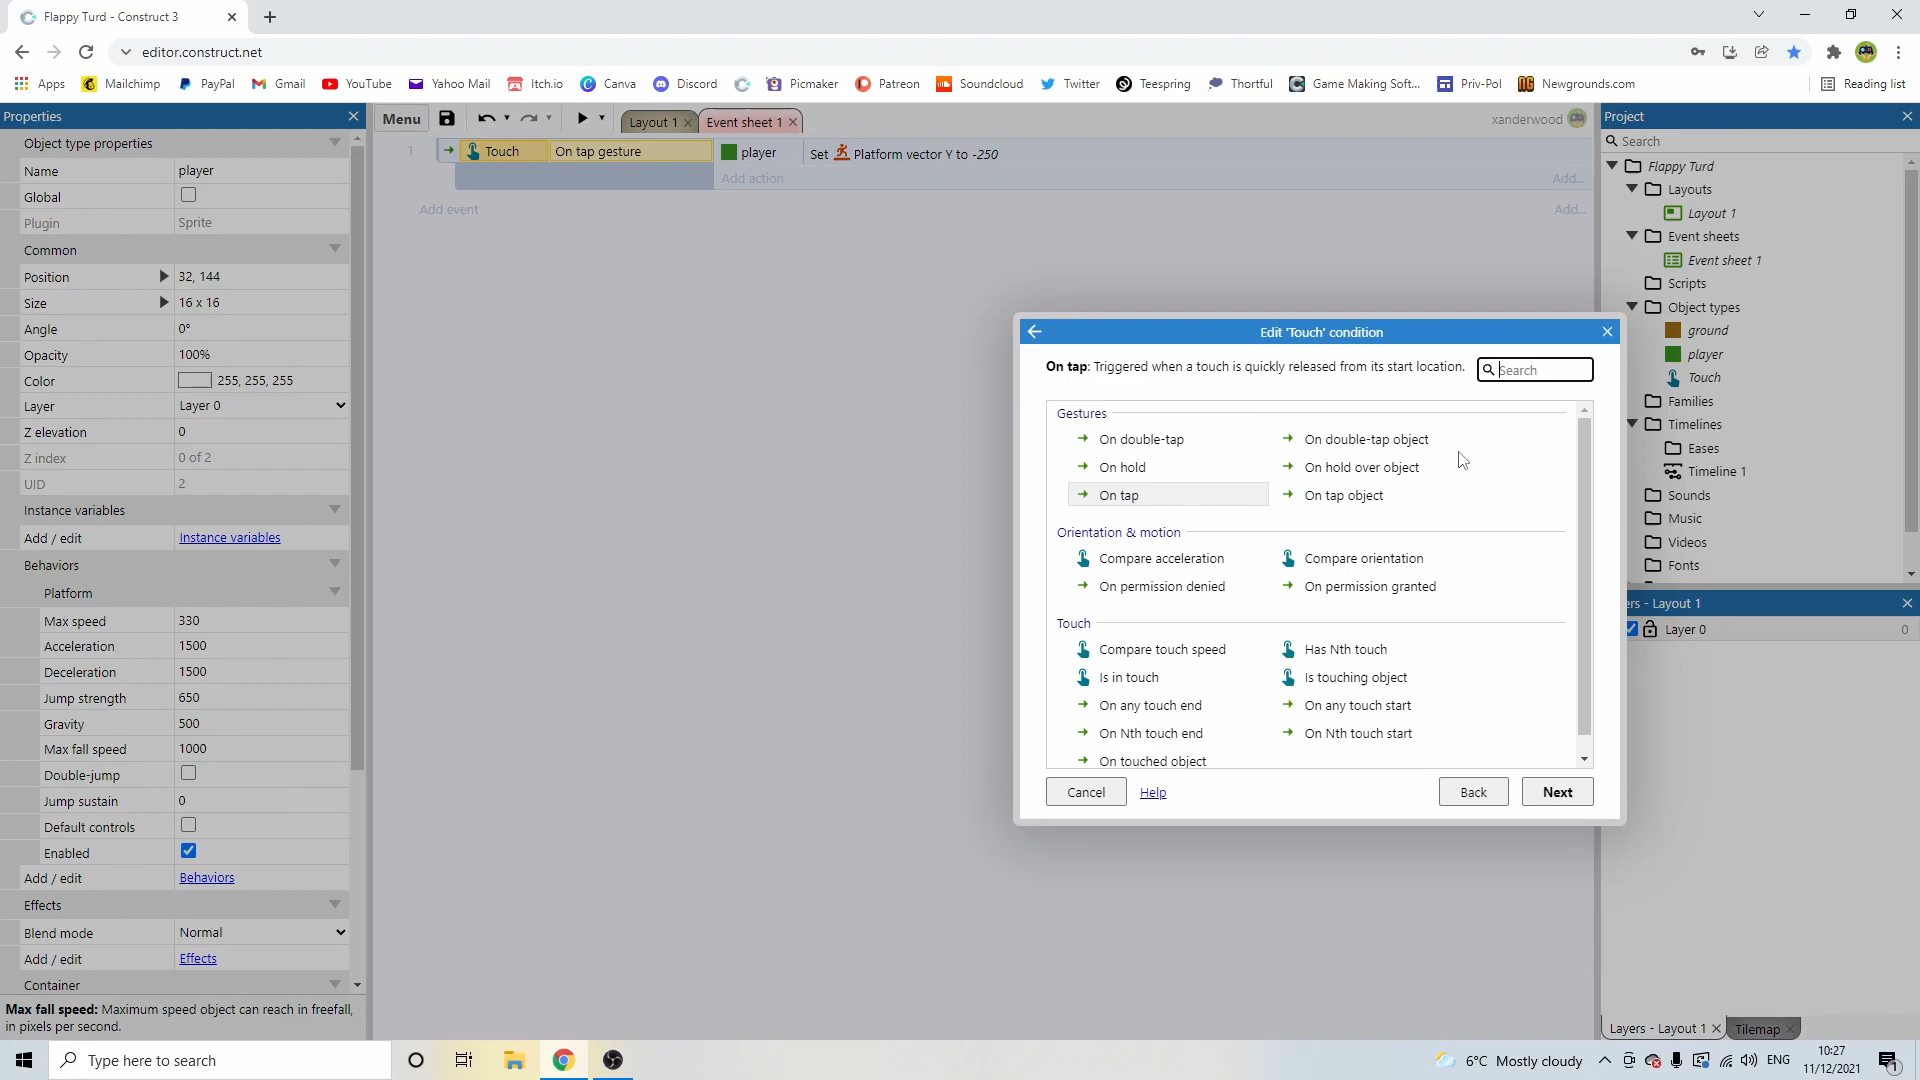 Flappy Turd - Construct 3
editor.construct.net
Apps Mailchimp PayPal Gmail YouTube Yahoo Mail Itch.io Canva Discord Picmaker Patreon Soundcloud Twitter Teespring Thortful Game Making Soft... Priv-Pol Newgrounds.com Reading list
Properties
Object type properties
Name player
Global
Plugin Sprite
Common
Position 32, 144
Size 16 x 16
Angle 0°
Opacity 100%
Color 255, 255, 255
Layer Layer 0
Z elevation 0
Z index 0 of 2
UID 2
Instance variables
Add / edit Instance variables
Behaviors
Platform
Max speed 330
Acceleration 1500
Deceleration 1500
Jump strength 650
Gravity 500
Max fall speed 1000
Double-jump
Jump sustain 0
Default controls
Enabled
Add / edit Behaviors
Effects
Blend mode Normal
Add / edit Effects
Container
Max fall speed: Maximum speed object can reach in freefall,
in pixels per second.
Menu Layout 1 Event sheet 1 xanderwood
1 Touch On tap gesture player Set Platform vector Y to -250
Add action Add...
Add event Add...
Edit 'Touch' condition
On tap: Triggered when a touch is quickly released from its start location. Search
Gestures
On double-tap On double-tap object
On hold On hold over object
On tap On tap object
Orientation & motion
Compare acceleration Compare orientation
On permission denied On permission granted
Touch
Compare touch speed Has Nth touch
Is in touch Is touching object
On any touch end On any touch start
On Nth touch end On Nth touch start
On touched object
Cancel Help Back Next
Project
Search
Flappy Turd
Layouts
Layout 1
Event sheets
Event sheet 1
Scripts
Object types
ground
player
Touch
Families
Timelines
Eases
Timeline 1
Sounds
Music
Videos
Fonts
ers - Layout 1
Layer 0 0
Layers - Layout 1 Tilemap
Type here to search
6°C Mostly cloudy ENG 10:27
11/12/2021
1